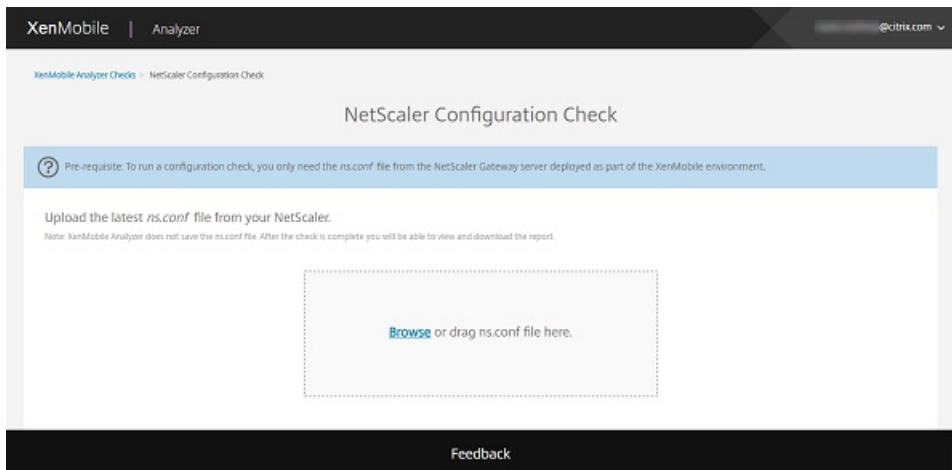 XenMobile | Analyzer
@citrix.com
XenMobile Analyzer Checks > NetScaler Configuration Check
NetScaler Configuration Check
Pre-requisite: To run a configuration check, you only need the ns.conf file from the NetScaler Gateway server deployed as part of the XenMobile environment.
Upload the latest ns.conf file from your NetScaler.
Note: XenMobile Analyzer does not save the ns.conf file. After the check is complete you will be able to view and download the report.
Browse or drag ns.conf file here.
Feedback